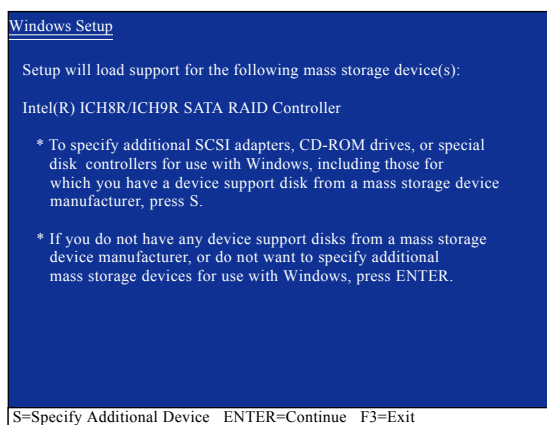 Windows Setup
Setup will load support for the following mass storage device(s):
Intel(R) ICH8R/ICH9R SATA RAID Controller
* To specify additional SCSI adapters, CD-ROM drives, or special
disk controllers for use with Windows, including those for
which you have a device support disk from a mass storage device
manufacturer, press S.
* If you do not have any device support disks from a mass storage
device manufacturer, or do not want to specify additional
mass storage devices for use with Windows, press ENTER.
S=Specify Additional Device ENTER=Continue F3=Exit